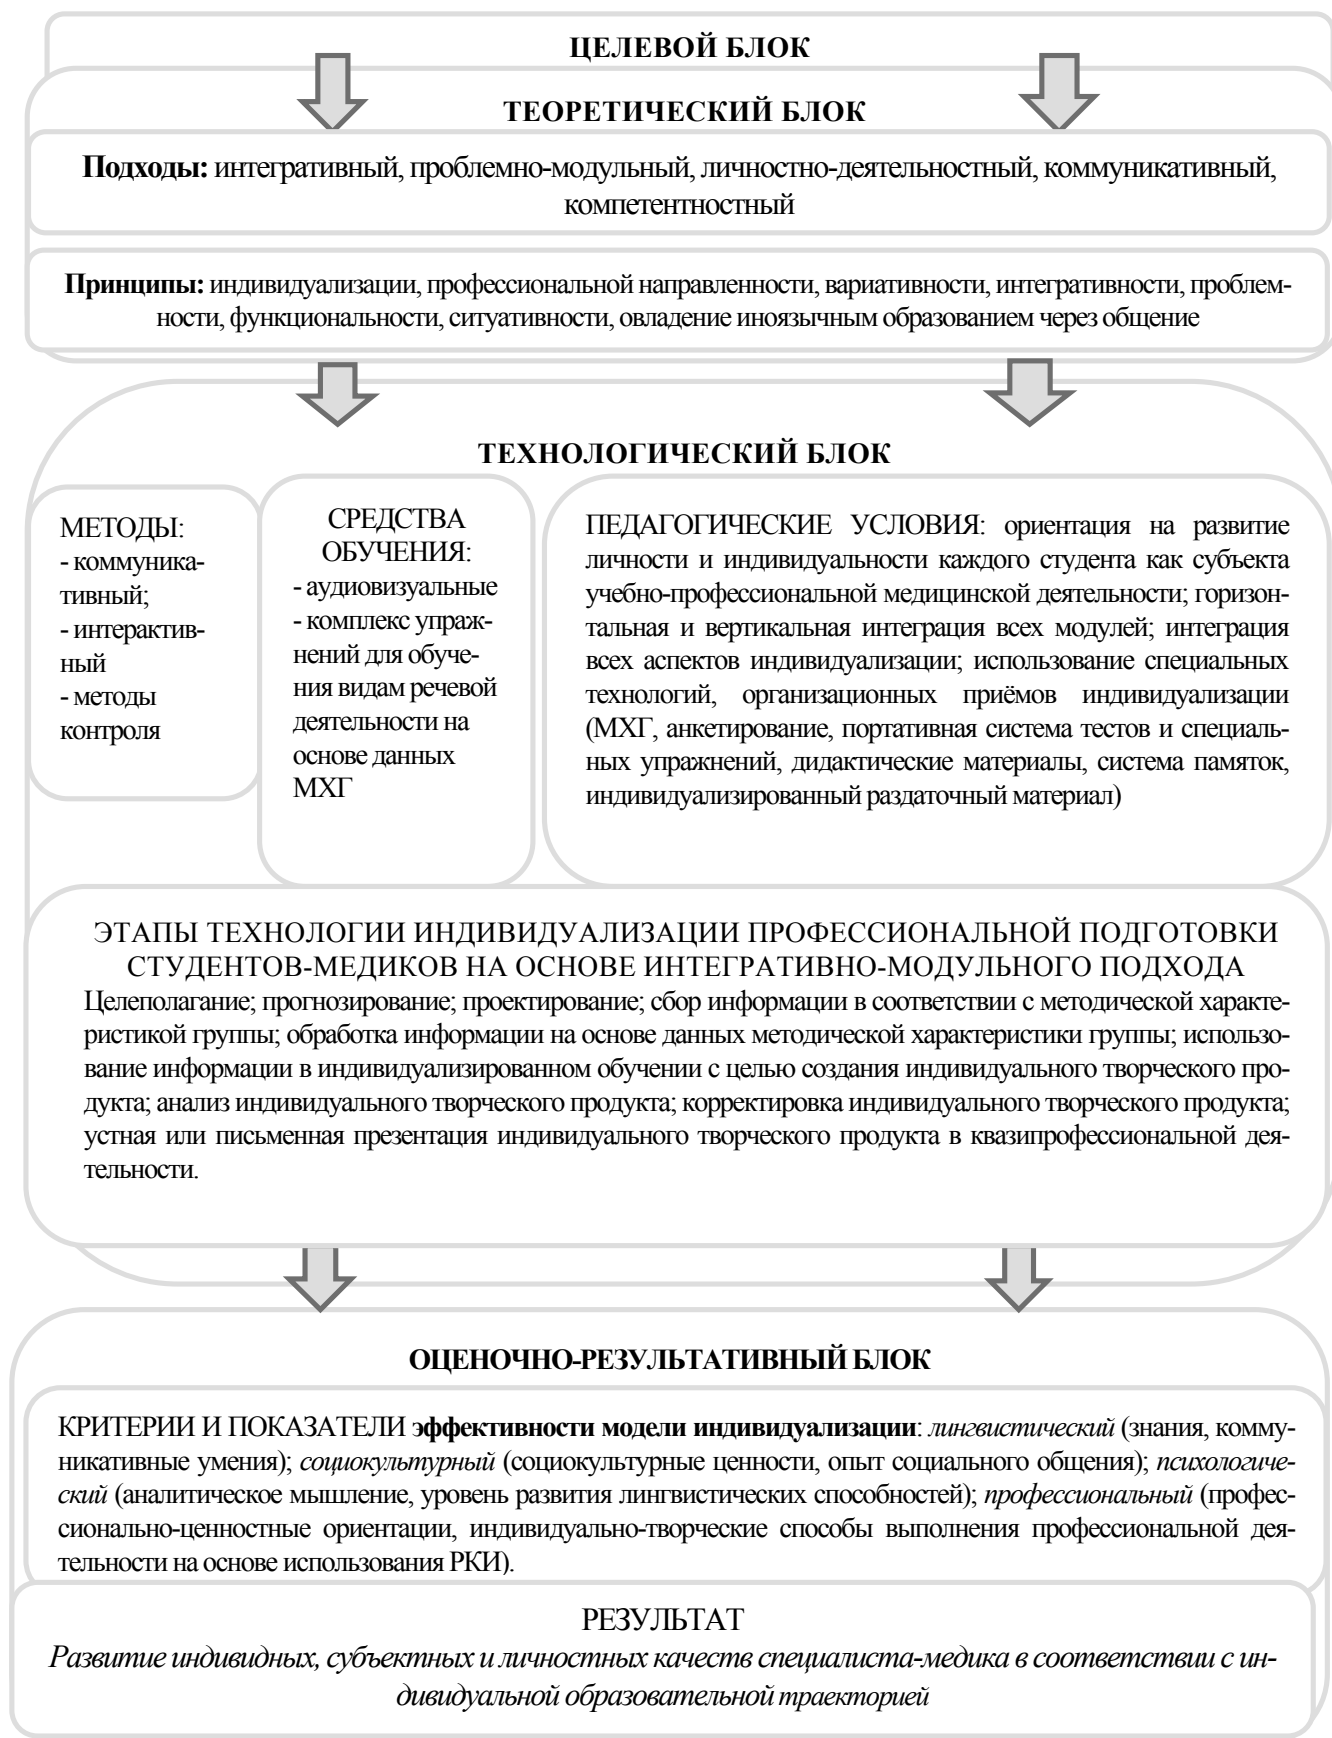 ЦЕЛЕВОЙ БЛОК
ТЕОРЕТИЧЕСКИЙ БЛОК
Подходы: интегративный, проблемно-модульный, личностно-деятельностный, коммуникативный,
компетентностный
Принципы: индивидуализации, профессиональной направленности, вариативности, интегративности, проблем-
ности, функциональности, ситуативности, овладение иноязычным образованием через общение
ТЕХНОЛОГИЧЕСКИЙ БЛОК
МЕТОДЫ:
- коммуника-
тивный;
- интерактив-
ный
- методы
контроля
СРЕДСТВА
ОБУЧЕНИЯ:
- аудиовизуальные
- комплекс упраж-
нений для обуче-
ния видам речевой
деятельности на
основе данных
МХГ
ПЕДАГОГИЧЕСКИЕ УСЛОВИЯ: ориентация на развитие
личности и индивидуальности каждого студента как субъекта
учебно-профессиональной медицинской деятельности; горизон-
тальная и вертикальная интеграция всех модулей; интеграция
всех аспектов индивидуализации; использование специальных
технологий, организационных приёмов индивидуализации
(МХГ, анкетирование, портативная система тестов и специаль-
ных упражнений, дидактические материалы, система памяток,
индивидуализированный раздаточный материал)
ЭТАПЫ ТЕХНОЛОГИИ ИНДИВИДУАЛИЗАЦИИ ПРОФЕССИОНАЛЬНОЙ ПОДГОТОВКИ
СТУДЕНТОВ-МЕДИКОВ НА ОСНОВЕ ИНТЕГРАТИВНО-МОДУЛЬНОГО ПОДХОДА
Целеполагание; прогнозирование; проектирование; сбор информации в соответствии с методической характе-
ристикой группы; обработка информации на основе данных методической характеристики группы; использо-
вание информации в индивидуализированном обучении с целью создания индивидуального творческого про-
дукта; анализ индивидуального творческого продукта; корректировка индивидуального творческого продукта;
устная или письменная презентация индивидуального творческого продукта в квазипрофессиональной дея-
тельности.
ОЦЕНОЧНО-РЕЗУЛЬТАТИВНЫЙ БЛОК
КРИТЕРИИ И ПОКАЗАТЕЛИ эффективности модели индивидуализации: лингвистический (знания, комму-
никативные умения); социокультурный (социокультурные ценности, опыт социального общения); психологиче-
ский (аналитическое мышление, уровень развития лингвистических способностей); профессиональный (профес-
сионально-ценностные ориентации, индивидуально-творческие способы выполнения профессиональной дея-
тельности на основе использования РКИ).
РЕЗУЛЬТАТ
Развитие индивидных, субъектных и личностных качеств специалиста-медика в соответствии с ин-
дивидуальной образовательной траекторией